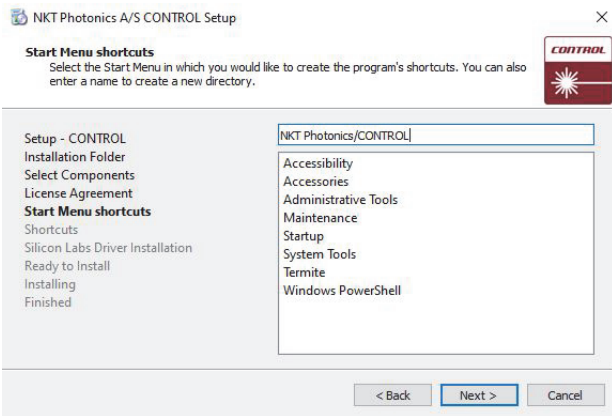 NKT Photonics A/S CONTROL Setup
Start Menu shortcuts
Select the Start Menu in which you would like to create the program's shortcuts. You can also
enter a name to create a new directory.
CONTROL
Setup - CONTROL
Installation Folder
Select Components
License Agreement
Start Menu shortcuts
Shortcuts
Silicon Labs Driver Installation
Ready to Install
Installing
Finished
NKT Photonics/CONTROL
Accessibility
Accessories
Administrative Tools
Maintenance
Startup
System Tools
Termite
Windows PowerShell
< Back
Next >
Cancel